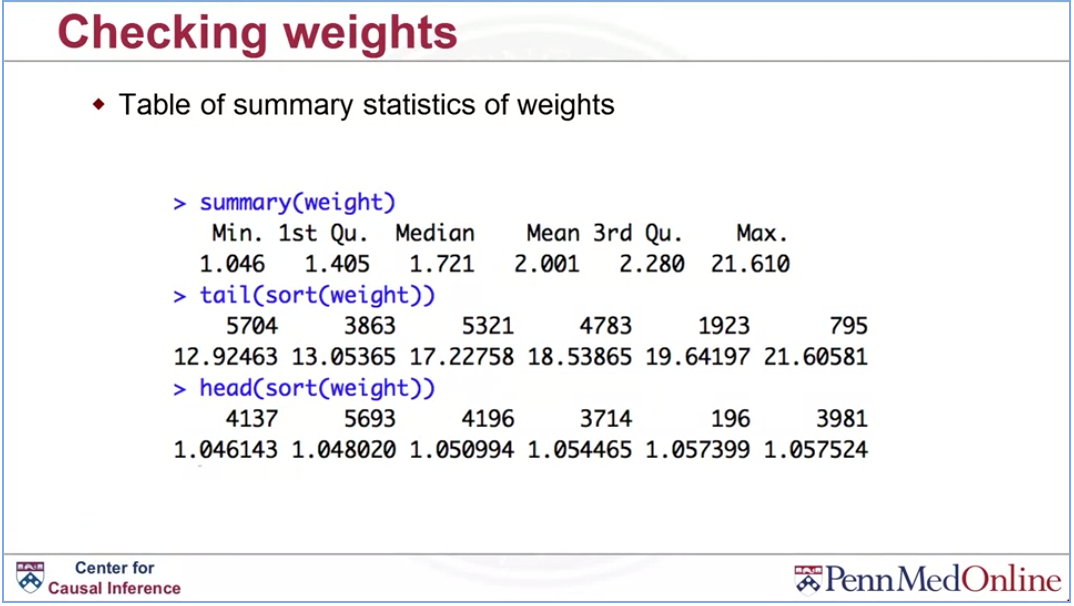 Checking weights
Table of summary statistics of weights
> summary(weight)
Min. 1st Qu. Median Mean 3rd Qu. Max.
1.046 1.405 1.721 2.001 2.280 21.610
> tail(sort(weight))
5704 3863 5321 4783 1923 795
12.92463 13.05365 17.22758 18.53865 19.64197 21.60581
> head(sort(weight))
4137 5693 4196 3714 196 3981
1.046143 1.048020 1.050994 1.054465 1.057399 1.057524
Center for
Causal Inference
PennMedOnline